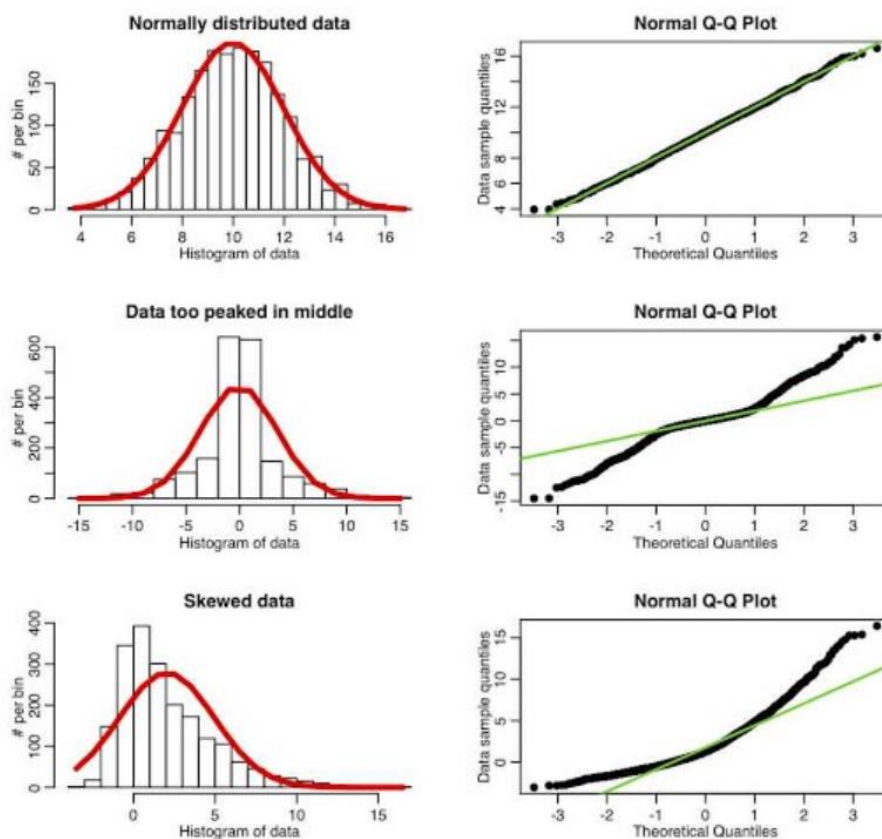 Normally distributed data
# per bin
0 50 100 150
4 6 8 10 12 14 16
Histogram of data
Normal Q-Q Plot
Data sample quantiles
4 6 8 12 16
-3 -2 -1 0 1 2 3
Theoretical Quantiles
Data too peaked in middle
# per bin
0 200 400 600
-15 -10 -5 0 5 10 15
Histogram of data
Normal Q-Q Plot
Data sample quantiles
-15 -5 0 5 10
-3 -2 -1 0 1 2 3
Theoretical Quantiles
Skewed data
# per bin
0 100 200 300 400
0 5 10 15
Histogram of data
Normal Q-Q Plot
Data sample quantiles
0 5 10 15
-3 -2 -1 0 1 2 3
Theoretical Quantiles